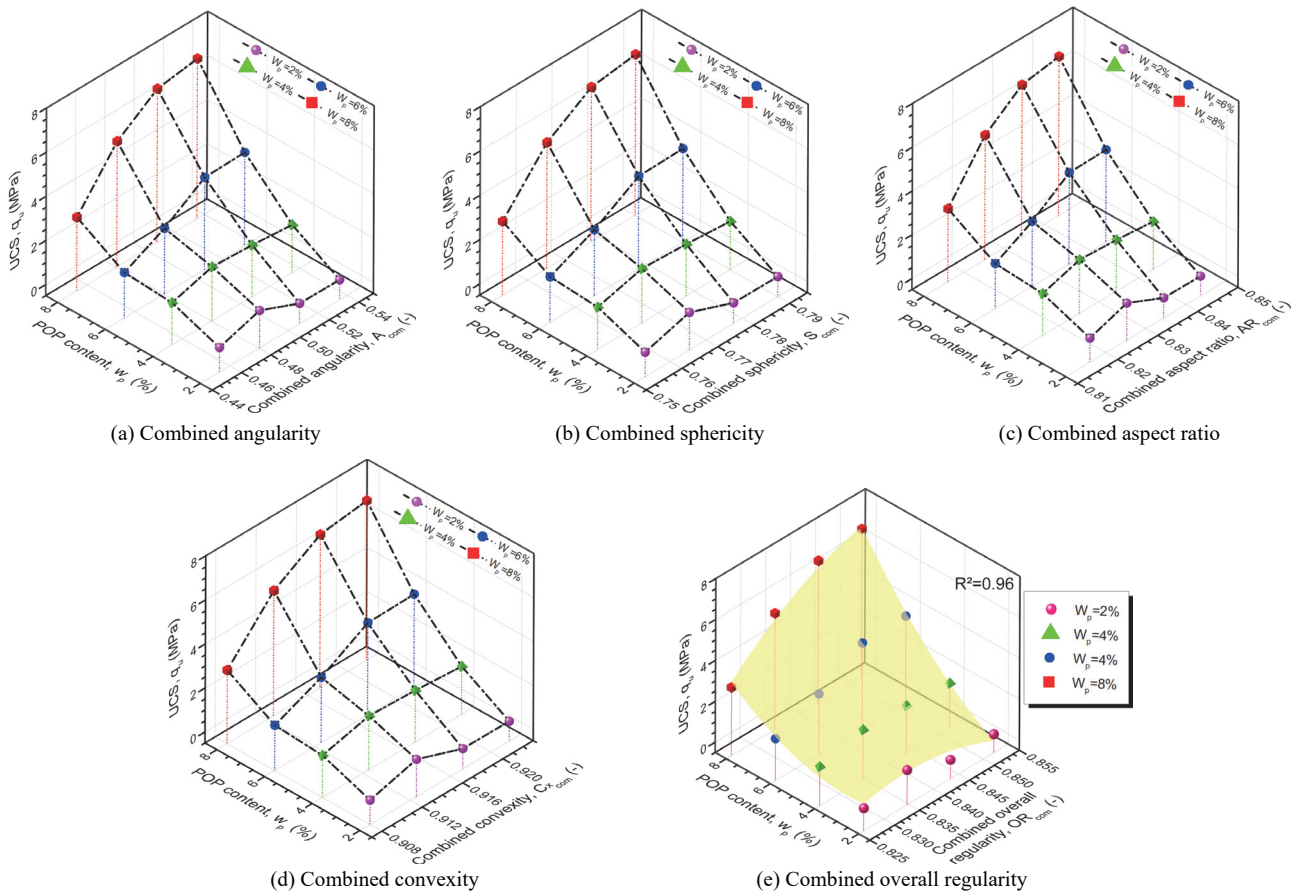 W_p=2%
W_p=4%
W_p=6%
W_p=8%
8
6
4
2
0
UCS, q_u (MPa)
8
6
4
2
POP content, w_p (%)
0.44
0.46
0.48
0.50
0.52
0.54
Combined angularity, A_com (-)
(a) Combined angularity
W_p=2%
W_p=4%
W_p=6%
W_p=8%
8
6
4
2
0
UCS, q_u (MPa)
8
6
4
2
POP content, w_p (%)
0.75
0.76
0.77
0.78
0.79
Combined sphericity, S_com (-)
(b) Combined sphericity
W_p=2%
W_p=4%
W_p=6%
W_p=8%
8
6
4
2
0
UCS, q_u (MPa)
8
6
4
2
POP content, w_p (%)
0.81
0.82
0.83
0.84
0.85
Combined aspect ratio, AR_com (-)
(c) Combined aspect ratio
W_p=2%
W_p=4%
W_p=6%
W_p=8%
8
6
4
2
0
UCS, q_u (MPa)
8
6
4
2
POP content, w_p (%)
0.908
0.912
0.916
0.920
Combined convexity, C+_com (-)
(d) Combined convexity
R²=0.96
W_p=2%
W_p=4%
W_p=4%
W_p=8%
8
6
4
2
0
UCS, q_u (MPa)
8
6
4
2
POP content, w_p (%)
0.825
0.830
0.835
0.840
0.845
0.850
0.855
Combined overall
regularity, OR_com (-)
(e) Combined overall regularity